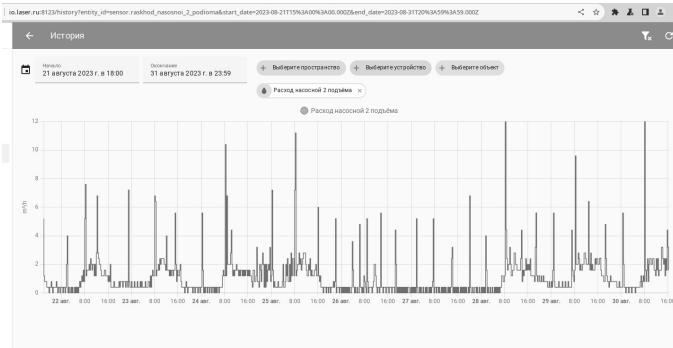 io.laser.ru:8123/history?entity_id=sensor.raskhod_nasosnoi_2_podioma&start_date=2023-08-21T15%3A00%3A00.000Z&end_date=2023-08-31T20%3A59%3A59.000Z
История
Начало
21 августа 2023 г. в 18:00
Окончание
31 августа 2023 г. в 23:59
Выберите пространство
Выберите устройство
Выберите объект
Расход насосной 2 подъёма
Расход насосной 2 подъёма
12
10
8
6
4
2
0
m³/h
22 авг. 8:00 16:00 23 авг. 8:00 16:00 24 авг. 8:00 16:00 25 авг. 8:00 16:00 26 авг. 8:00 16:00 27 авг. 8:00 16:00 28 авг. 8:00 16:00 29 авг. 8:00 16:00 30 авг. 8:00 16:00